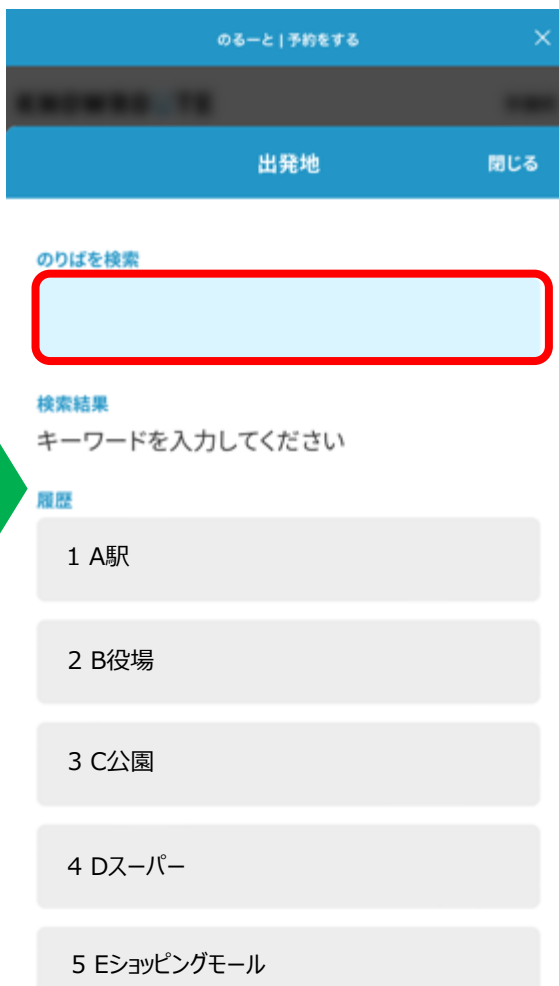 のるーと | 予約をする
出発地
閉じる
のりばを検索
検索結果
キーワードを入力してください
履歴
1 A駅
2 B役場
3 C公園
4 Dスーパー
5 Eショッピングモール